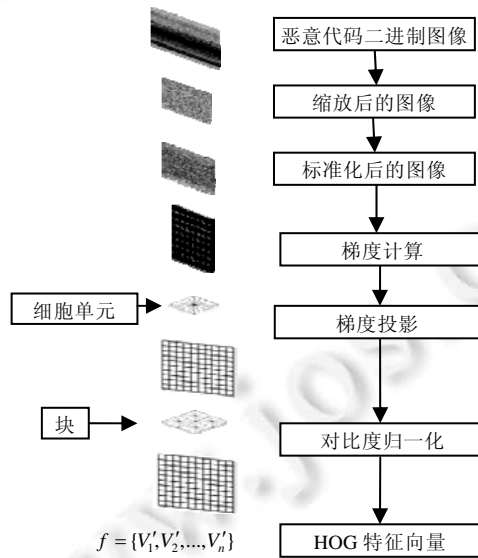 恶意代码二进制图像
缩放后的图像
标准化后的图像
梯度计算
细胞单元
梯度投影
块
对比度归一化
f = {V′₁,V′₂,...,V′ₙ}
HOG 特征向量